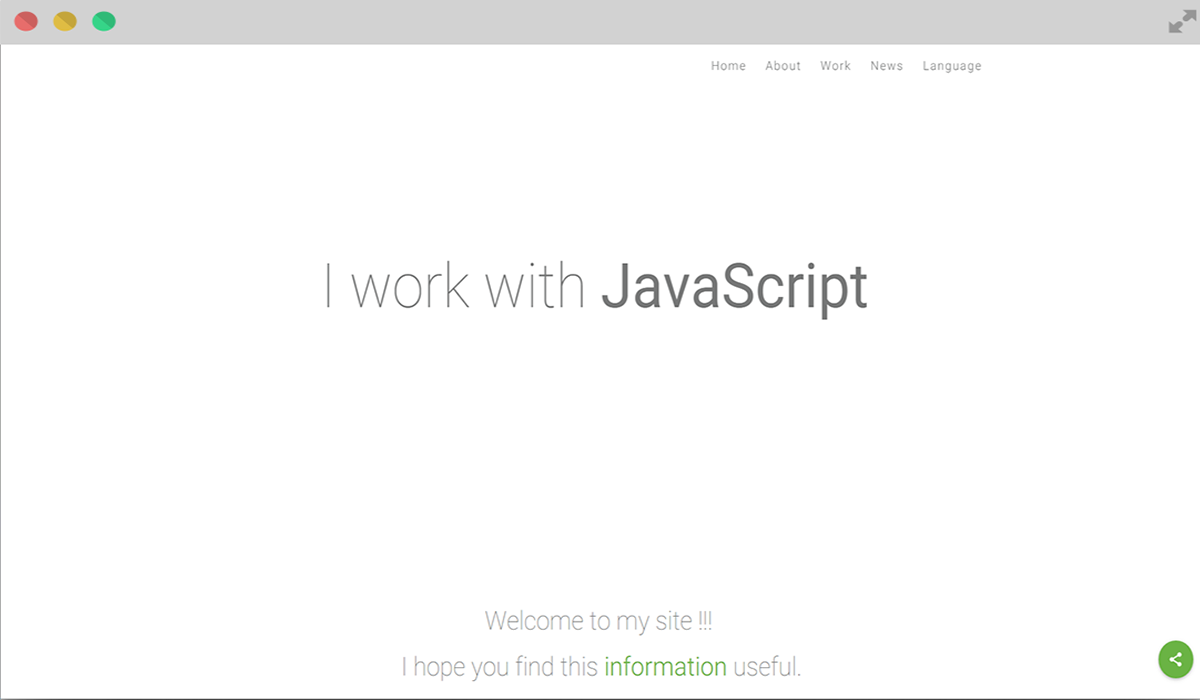 Home About Work News Language
I work with JavaScript
Welcome to my site !!!
I hope you find this information useful.